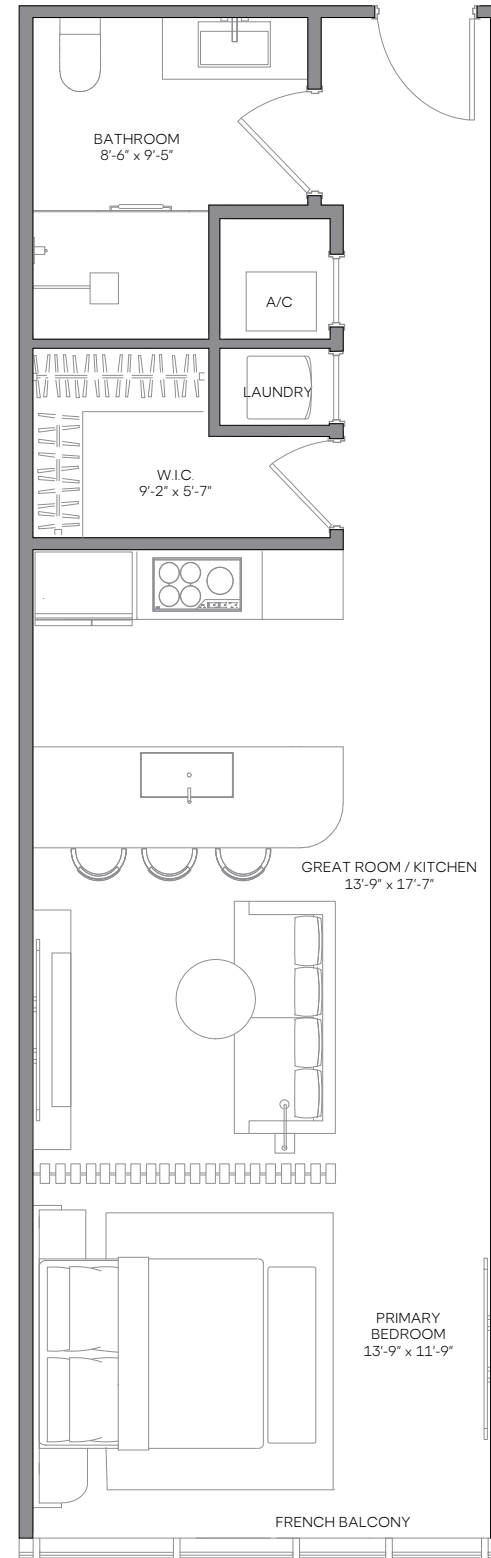 BATHROOM
8'-6" x 9'-5"
A/C
LAUNDRY
W.I.C.
9'-2" x 5'-7"
GREAT ROOM / KITCHEN
13'-9" x 17'-7"
PRIMARY
BEDROOM
13'-9" x 11'-9"
FRENCH BALCONY